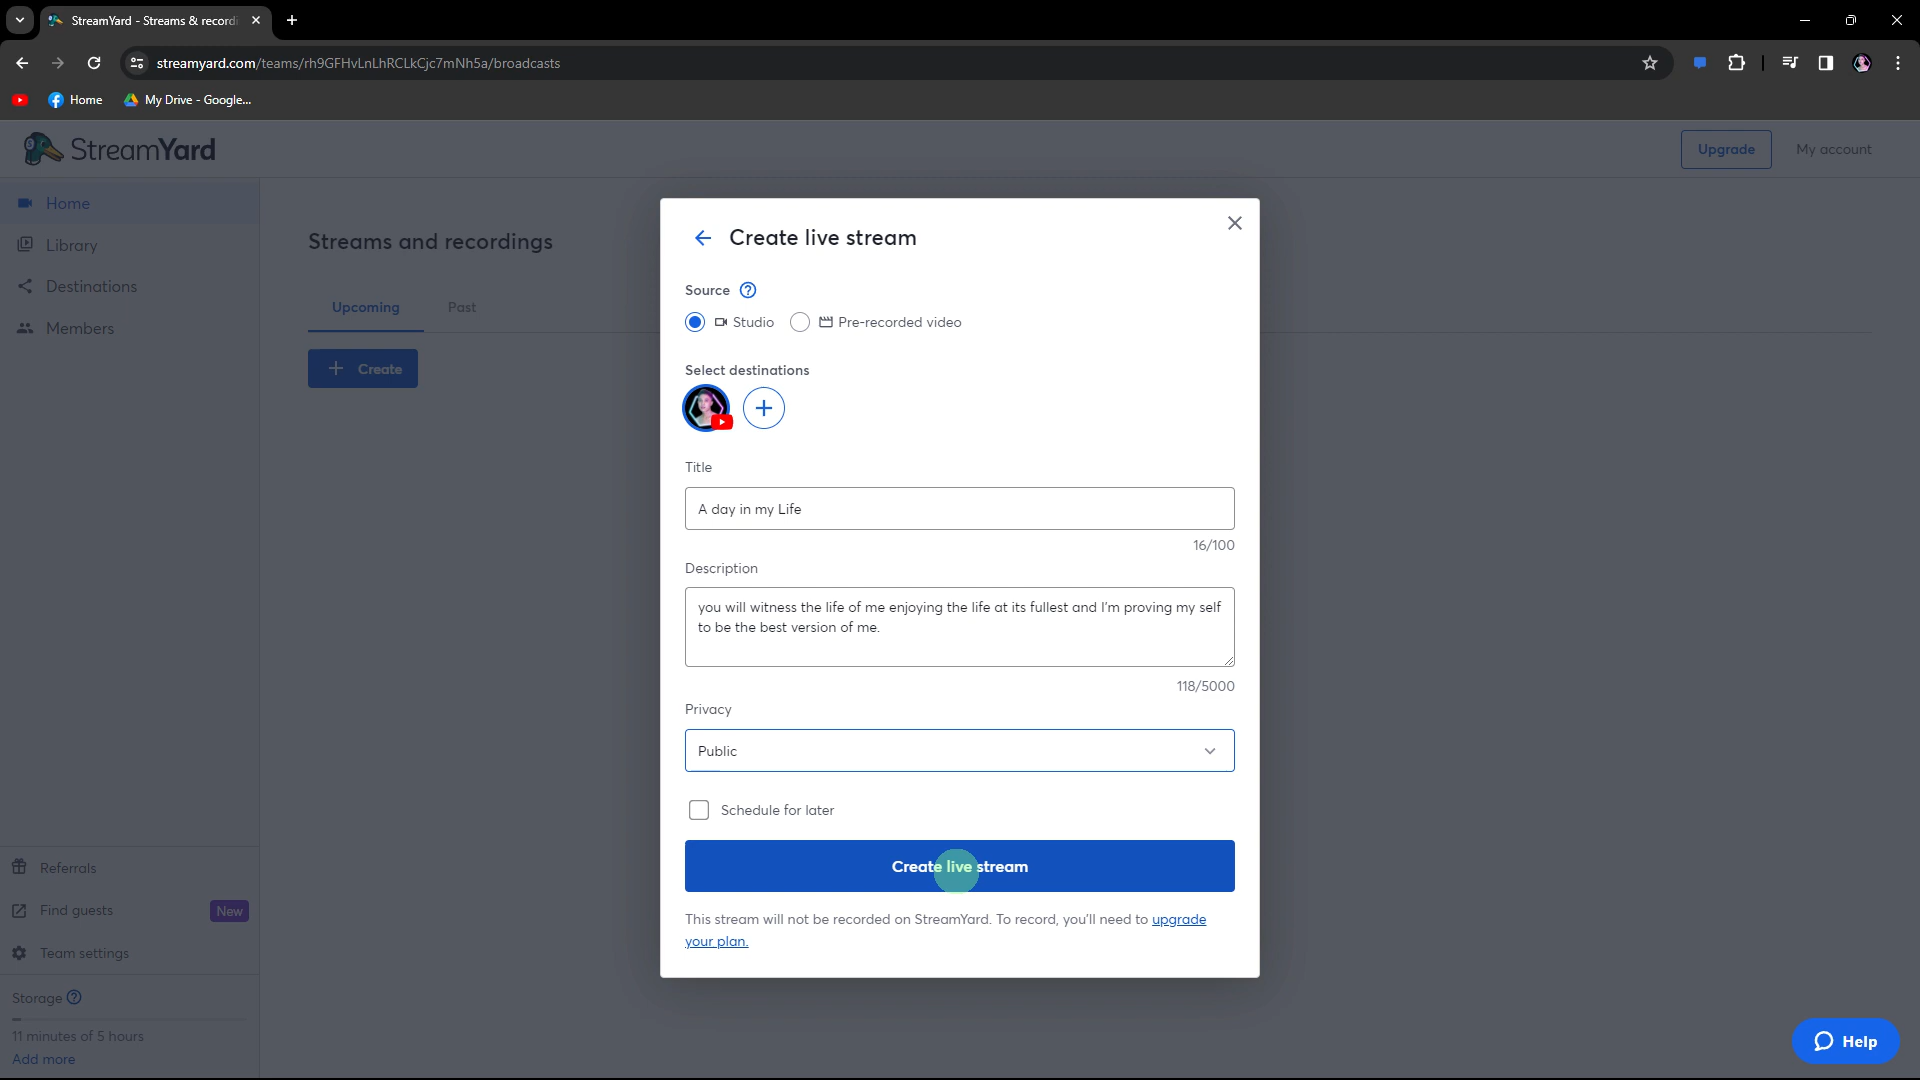 StreamYard - Streams & recordi
streamyard.com/teams/rh9GFHvLnLhRCLkCjc7mNh5a/broadcasts
Home
My Drive - Google...
StreamYard
Upgrade
My account
Home
Library
Destinations
Members
Streams and recordings
Upcoming
Past
+ Create
Create live stream
Source ?
Studio
Pre-recorded video
Select destinations
Title
A day in my Life
16/100
Description
you will witness the life of me enjoying the life at its fullest and I'm proving my self
to be the best version of me.
118/5000
Privacy
Public
Schedule for later
Create live stream
This stream will not be recorded on StreamYard. To record, you'll need to upgrade
your plan.
Referrals
Find guests
New
Team settings
Storage ?
11 minutes of 5 hours
Add more
Help